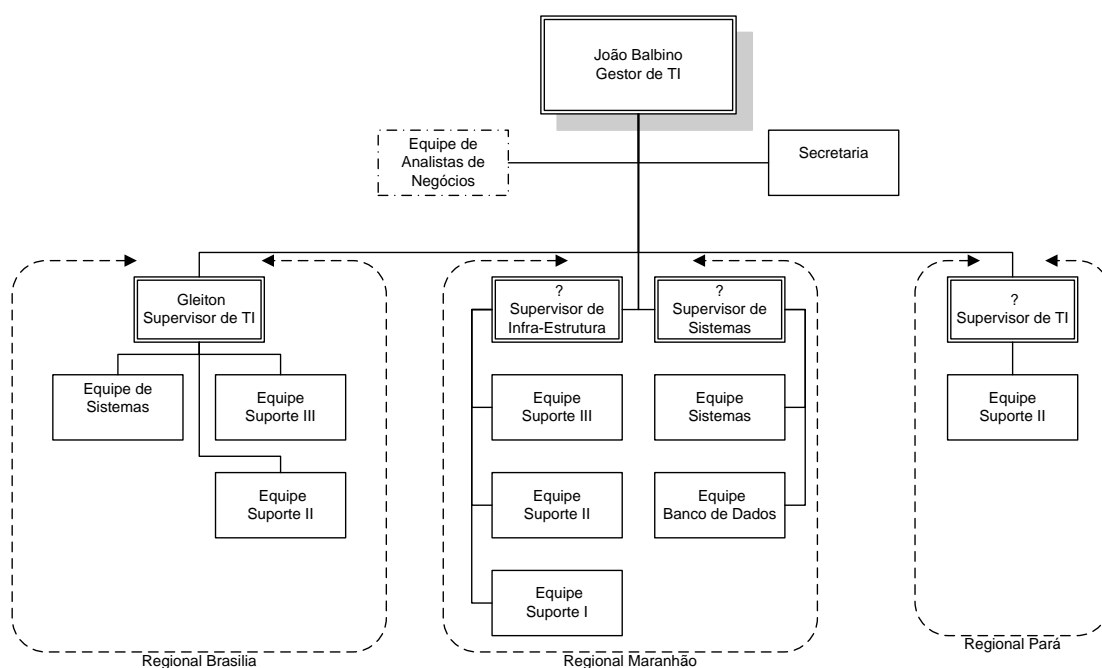 João Balbino
Gestor de TI
Equipe de
Analistas de
Negócios
Secretaria
Gleiton
Supervisor de TI
Equipe de
Sistemas
Equipe
Suporte III
Equipe
Suporte II
Regional Brasilia
?
Supervisor de
Infra-Estrutura
?
Supervisor de
Sistemas
Equipe
Suporte III
Equipe
Sistemas
Equipe
Suporte II
Equipe
Banco de Dados
Equipe
Suporte I
Regional Maranhão
?
Supervisor de TI
Equipe
Suporte II
Regional Pará